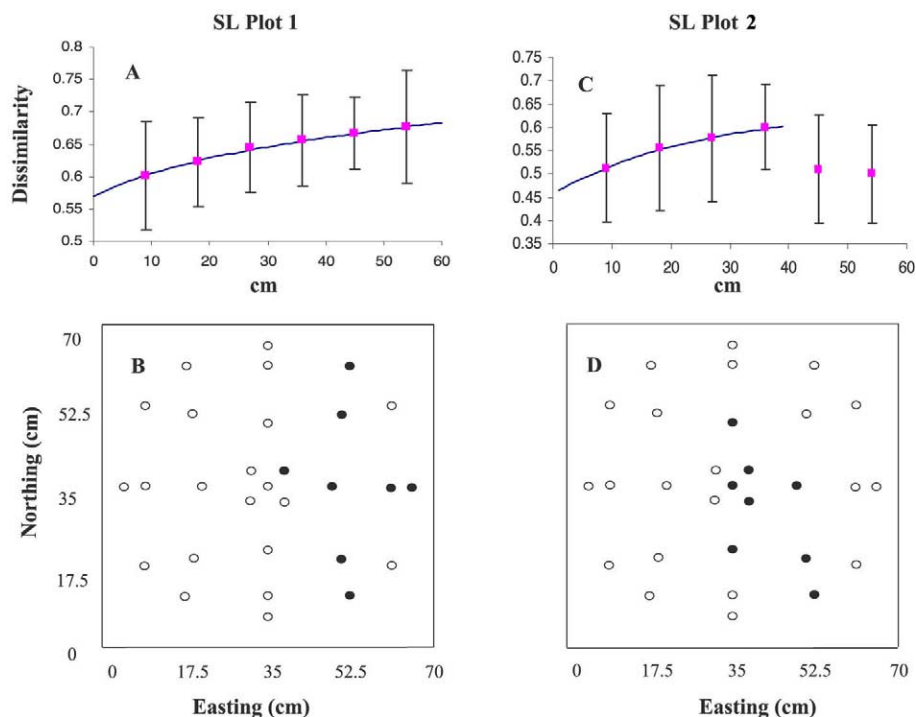 SL Plot 1
SL Plot 2
A
Dissimilarity
0.8
0.75
0.7
0.65
0.6
0.55
0.5
0 10 20 30 40 50 60
cm
C
0.75
0.7
0.65
0.6
0.55
0.5
0.45
0.4
0.35
0 10 20 30 40 50 60
cm
B
Northing (cm)
70
52.5
35
17.5
0
0 17.5 35 52.5 70
Easting (cm)
D
0 17.5 35 52.5 70
Easting (cm)